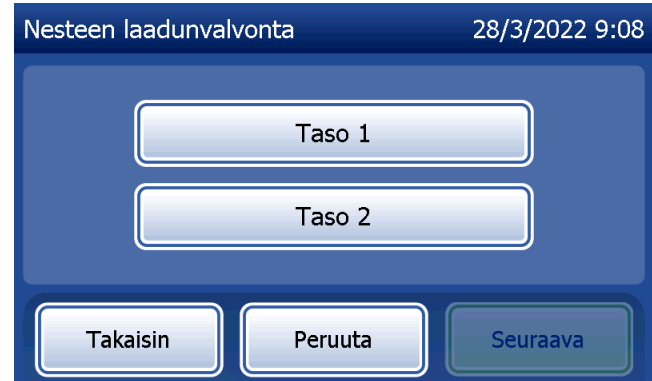 Nesteen laadunvalvonta 28/3/2022 9:08
Taso 1
Taso 2
Takaisin Peruuta Seuraava